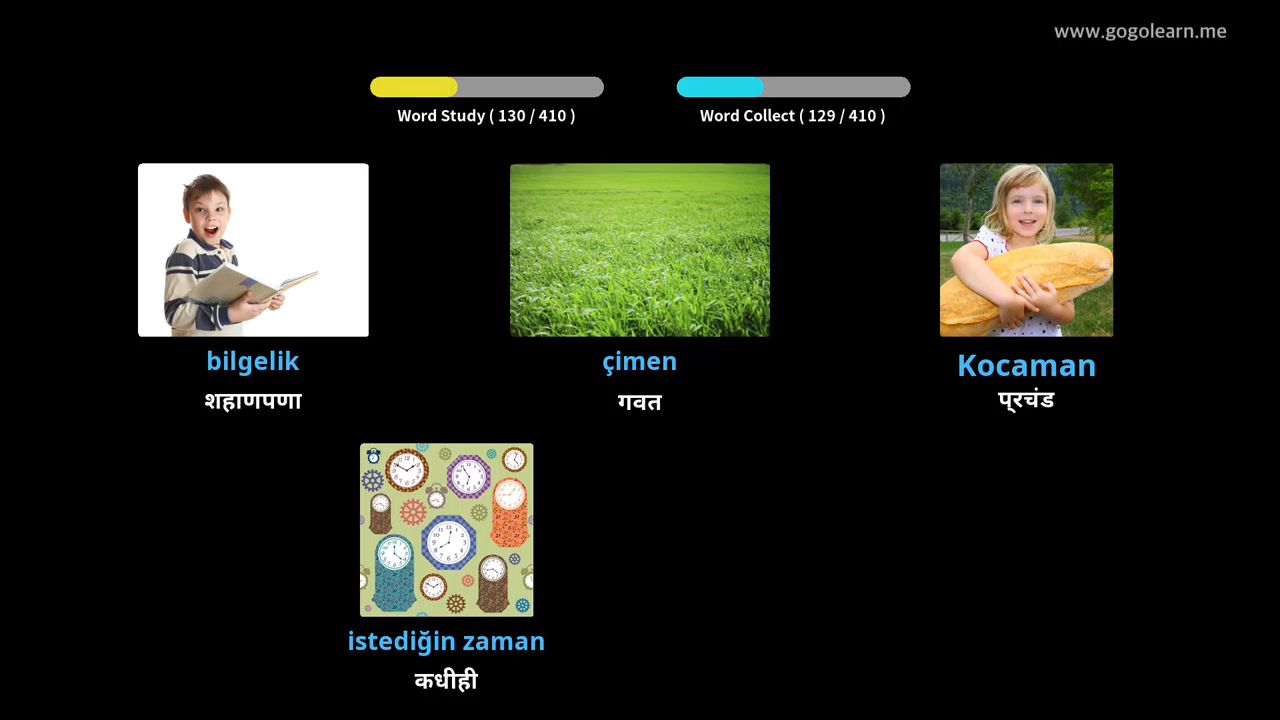 www.gogolearn.me
Word Study ( 130 / 410 )
Word Collect ( 129 / 410 )
bilgelik
शहाणपणा
çimen
गवत
Kocaman
प्रचंड
istediğin zaman
कधीही